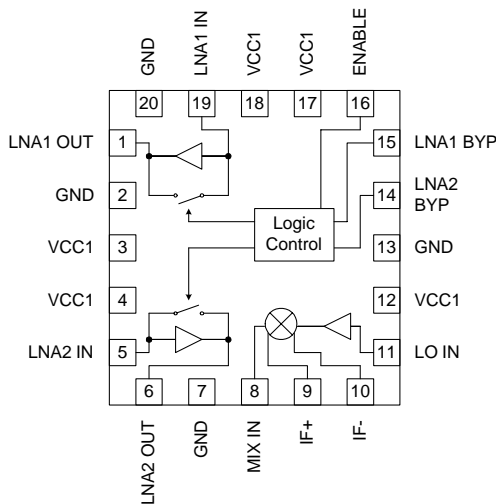 GND
LNA1 IN
VCC1
VCC1
ENABLE
20
19
18
17
16
LNA1 OUT
1
15
LNA1 BYP
GND
2
14
LNA2
BYP
Logic
Control
VCC1
3
13
GND
VCC1
4
12
VCC1
LNA2 IN
5
11
LO IN
6
7
8
9
10
LNA2 OUT
GND
MIX IN
IF+
IF-